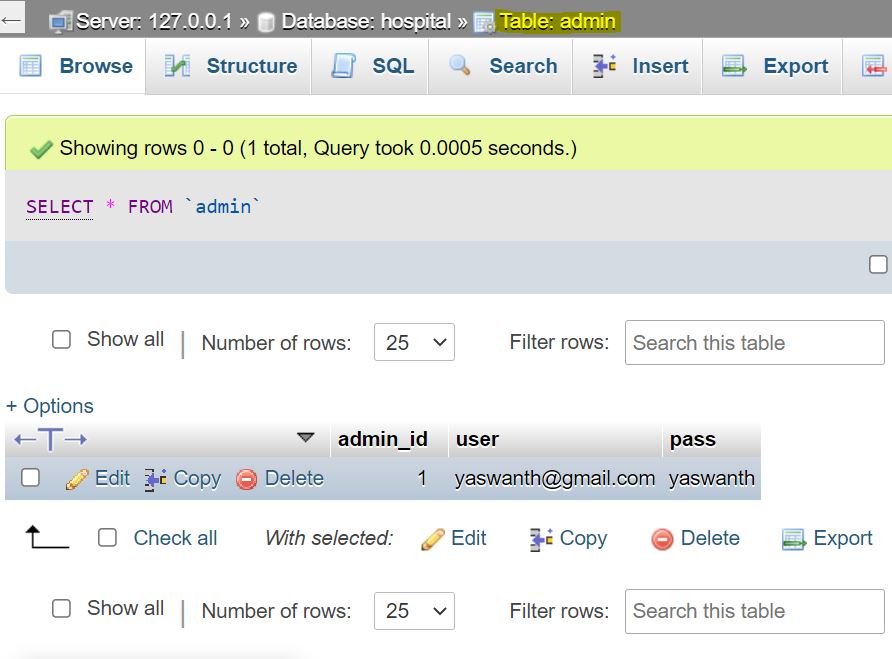 Server: 127.0.0.1 » Database: hospital » Table: admin
Browse Structure SQL Search Insert Export
Showing rows 0 - 0 (1 total, Query took 0.0005 seconds.)
SELECT * FROM `admin`
Show all | Number of rows: 25 Filter rows: Search this table
+ Options
←T→ admin_id user pass
Edit Copy Delete 1 yaswanth@gmail.com yaswanth
Check all With selected: Edit Copy Delete Export
Show all | Number of rows: 25 Filter rows: Search this table